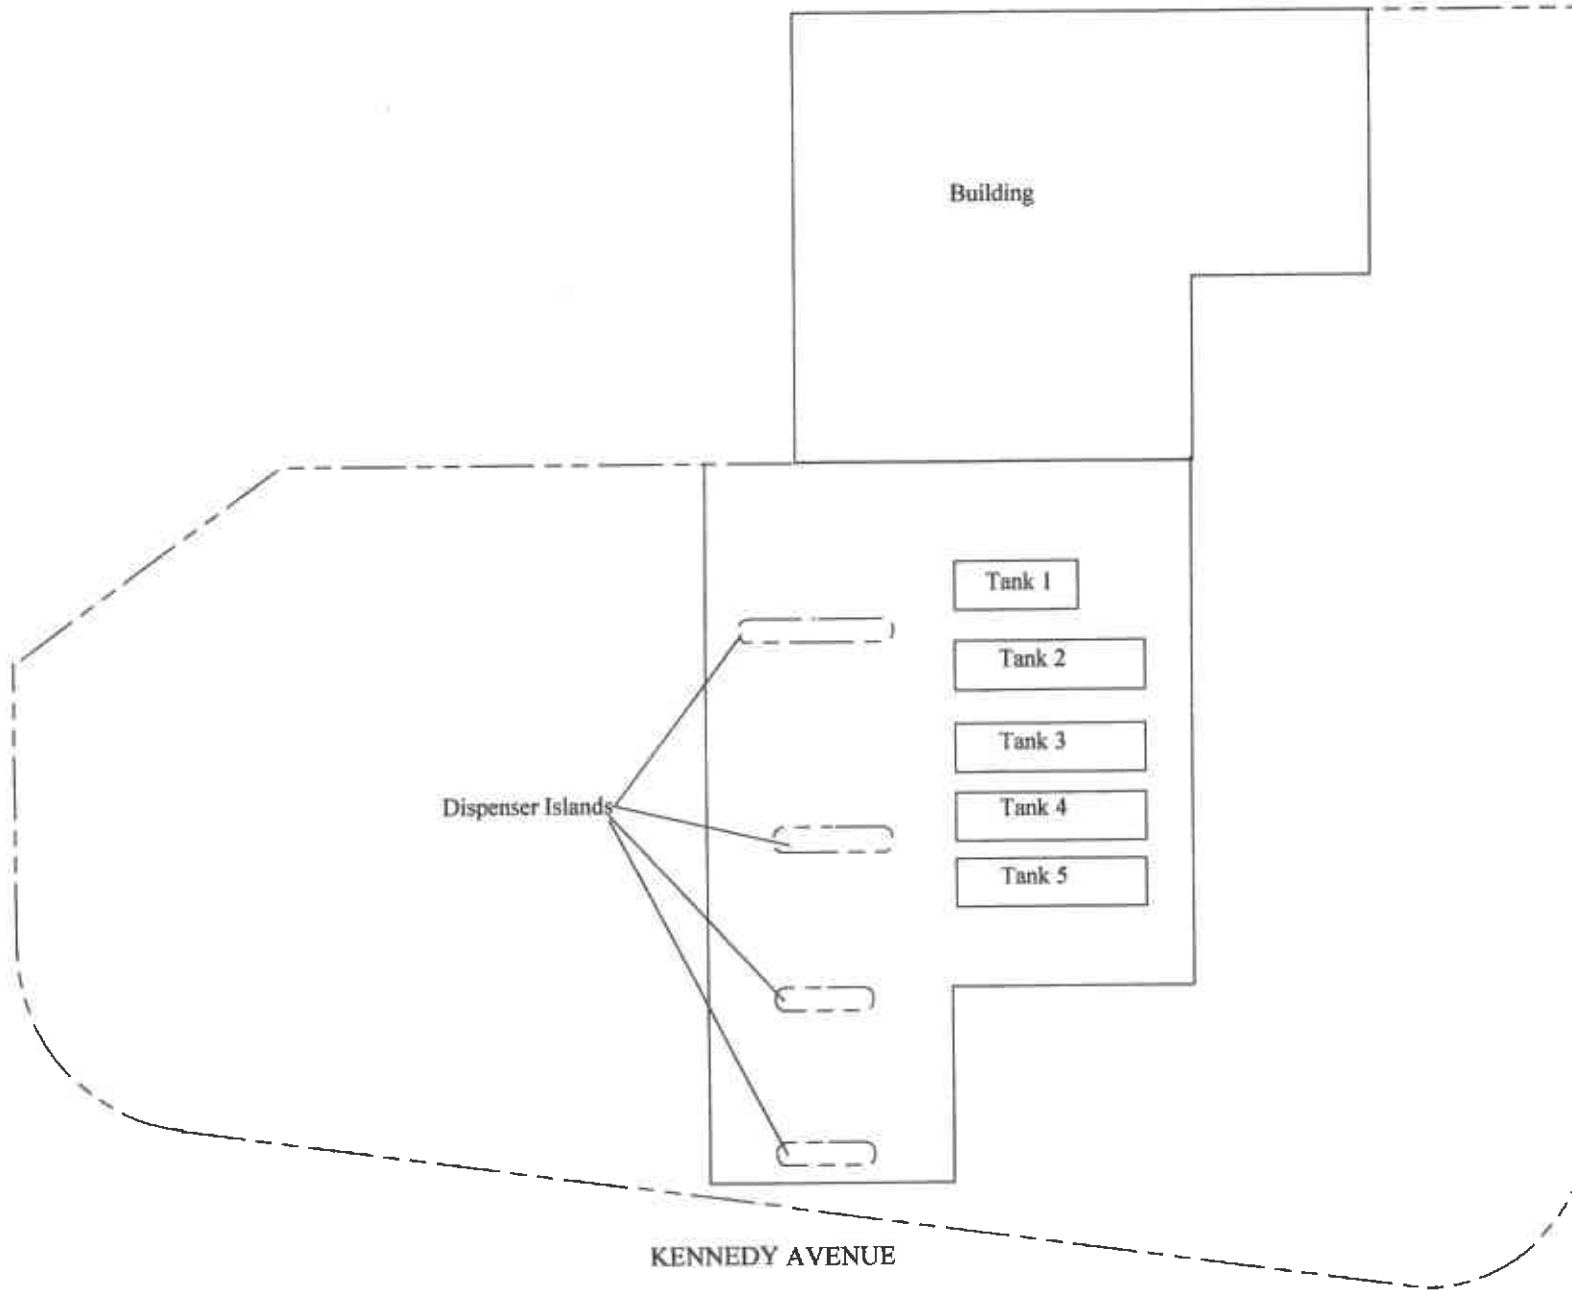 Building
Tank 1
Tank 2
Tank 3
Dispenser Islands
Tank 4
Tank 5
KENNEDY AVENUE